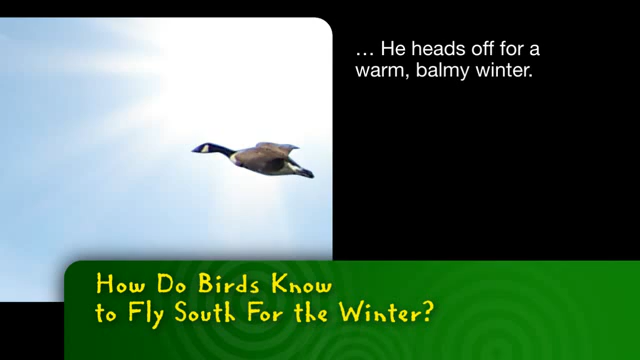 … He heads off for a
warm, balmy winter.
How Do Birds Know
to Fly South For the Winter?